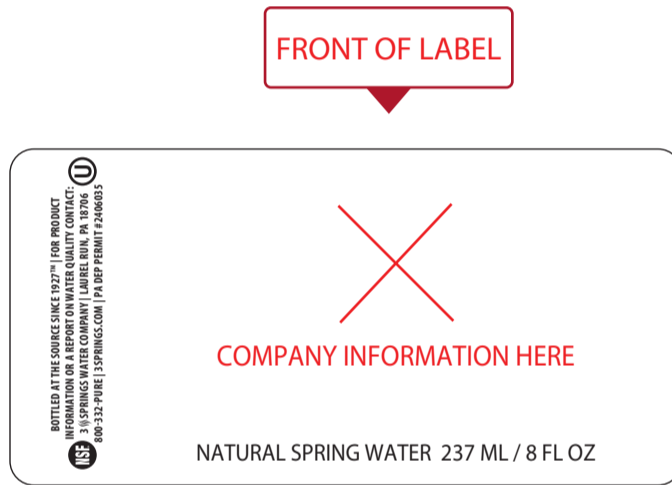 FRONT OF LABEL
BOTTLED AT THE SOURCE SINCE 1927™ | FOR PRODUCT
INFORMATION OR A REPORT ON WATER QUALITY CONTACT:
3 SPRINGS WATER COMPANY | LAUREL RUN, PA 18706
800-332-PURE | 3SPRINGS.COM | PA DEP PERMIT #2406035
NSF
U
COMPANY INFORMATION HERE
NATURAL SPRING WATER 237 ML / 8 FL OZ